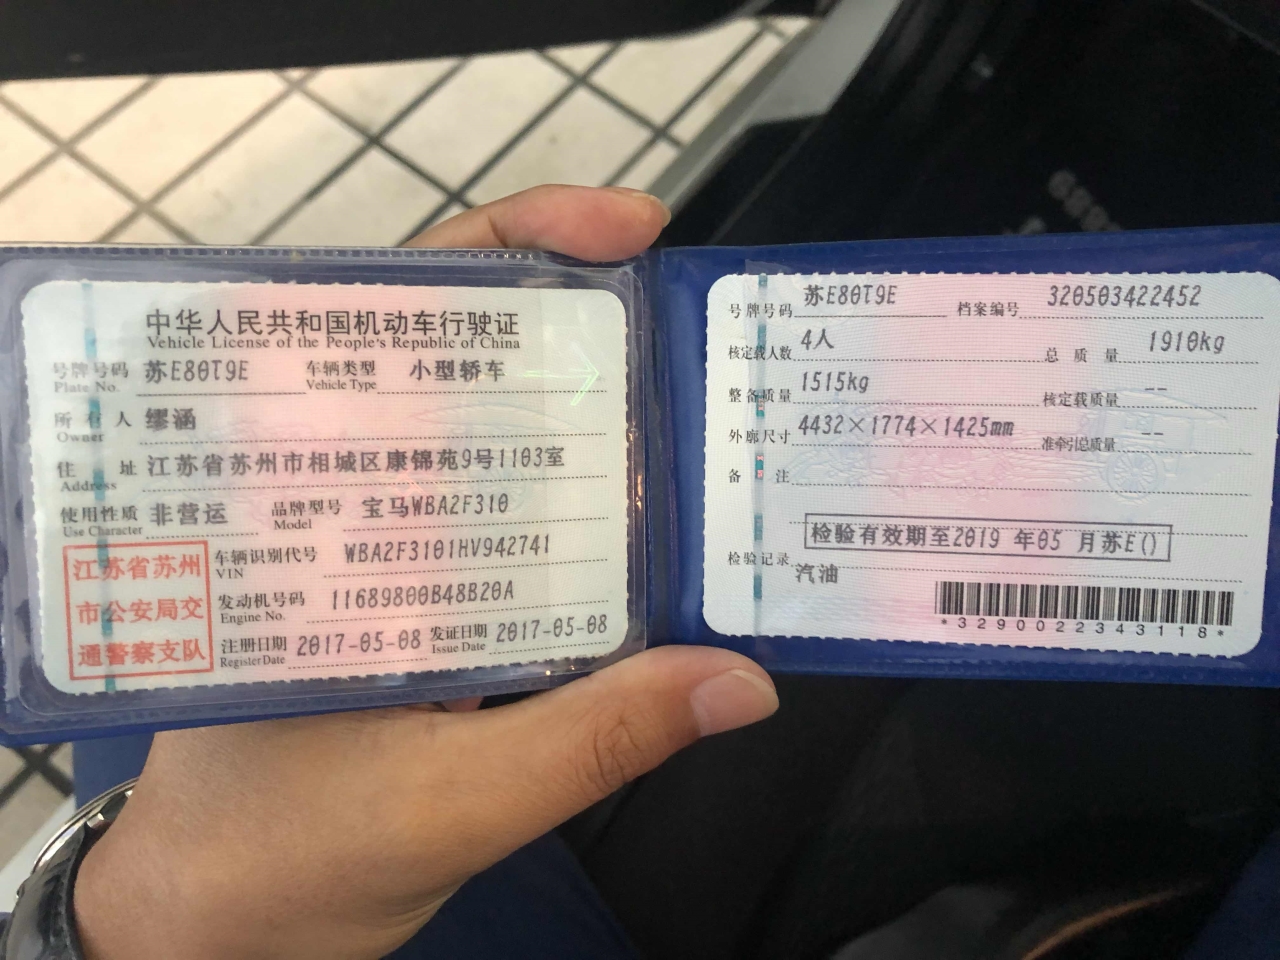 中华人民共和国机动车行驶证
Vehicle License of the People's Republic of China
号牌号码 苏E80T9E 车辆类型 小型轿车
Plate No. Vehicle Type
所有人 缪涵
Owner
住址 江苏省苏州市相城区康锦苑9号1103室
Address
使用性质 非营运 品牌型号 宝马WBA2F310
Use Character Model
江苏省苏州市公安局交通警察支队
车辆识别代号 WBA2F3101HV942741
VIN
发动机号码 11689800B48B20A
Engine No.
注册日期 2017-05-08 发证日期 2017-05-08
Register Date Issue Date
号牌号码 苏E80T9E 档案编号 320503422452
核定载人数 4人 总质量 1910kg
整备质量 1515kg 核定载质量 --
外廓尺寸 4432×1774×1425mm 准牵引总质量 --
备注
检验有效期至2019年05月苏E()
检验记录
汽油
*3290022343118*